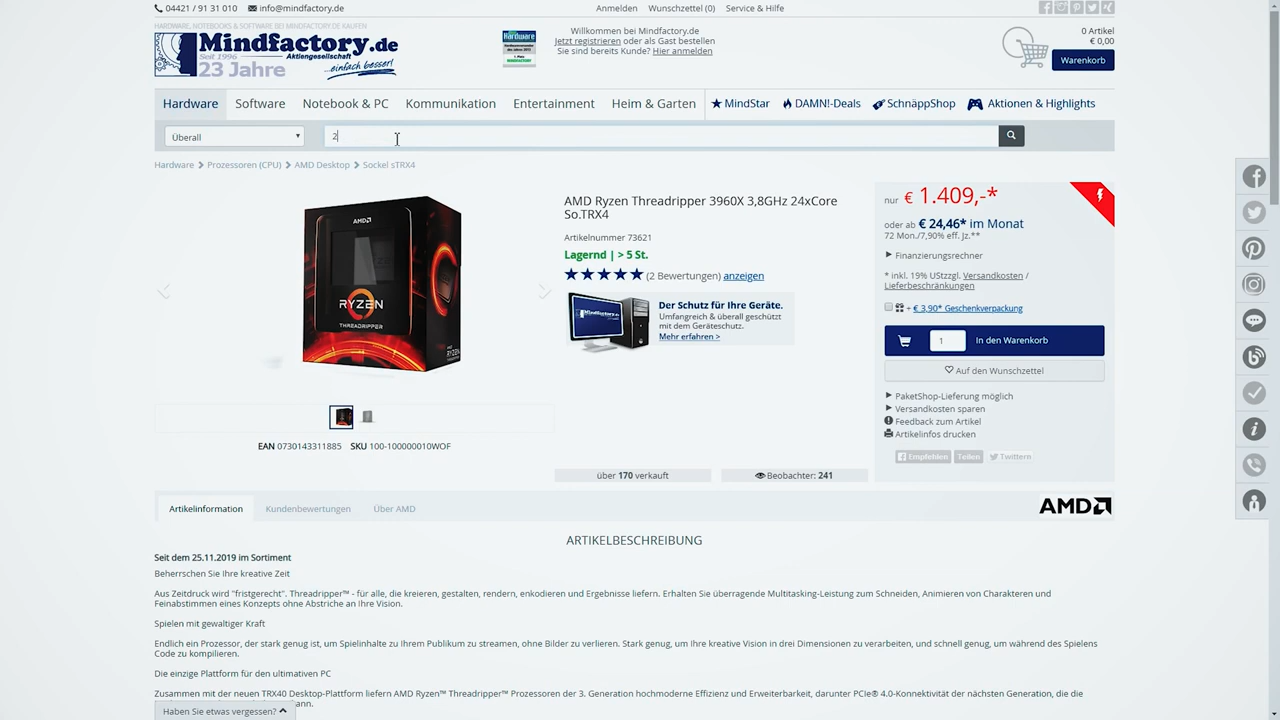 04421 / 91 31 010 info@mindfactory.de
Anmelden Wunschzettel (0) Service & Hilfe
HARDWARE, NOTEBOOKS & SOFTWARE BEI MINDFACTORY.DE KAUFEN
Mindfactory.de
Seit 1996 Aktiengesellschaft
23 Jahre ...einfach besser!
Hardware
Willkommen bei Mindfactory.de
Jetzt registrieren oder als Gast bestellen
Sie sind bereits Kunde? Hier anmelden
0 Artikel
€ 0,00
Warenkorb
Hardware Software Notebook & PC Kommunikation Entertainment Heim & Garten MindStar DAMN!-Deals SchnäppShop Aktionen & Highlights
Überall
2
Hardware Prozessoren (CPU) AMD Desktop Sockel sTRX4
AMD
RYZEN
THREADRIPPER
AMD
RYZEN
AMD Ryzen Threadripper 3960X 3,8GHz 24xCore
So.TRX4
Artikelnummer 73621
Lagernd | > 5 St.
(2 Bewertungen) anzeigen
Mindfactory.de
Der Schutz für Ihre Geräte.
Umfangreich & überall geschützt
mit dem Geräteschutz.
Mehr erfahren >
nur € 1.409,-*
oder ab € 24,46* im Monat
72 Mon./7,90% eff. Jz.**
Finanzierungsrechner
* inkl. 19% UStzzgl. Versandkosten /
Lieferbeschränkungen
+ € 3,90* Geschenkverpackung
1 In den Warenkorb
Auf den Wunschzettel
PaketShop-Lieferung möglich
Versandkosten sparen
Feedback zum Artikel
Artikelinfos drucken
Empfehlen Teilen Twittern
EAN 0730143311885 SKU 100-100000010WOF
über 170 verkauft Beobachter: 241
Artikelinformation Kundenbewertungen Über AMD
AMD
ARTIKELBESCHREIBUNG
Seit dem 25.11.2019 im Sortiment
Beherrschen Sie Ihre kreative Zeit
Aus Zeitdruck wird "fristgerecht". Threadripper™ - für alle, die kreieren, gestalten, rendern, enkodieren und Ergebnisse liefern. Erhalten Sie überragende Multitasking-Leistung zum Schneiden, Animieren von Charakteren und
Feinabstimmen eines Konzepts ohne Abstriche an Ihre Vision.
Spielen mit gewaltiger Kraft
Endlich ein Prozessor, der stark genug ist, um Spielinhalte zu Ihrem Publikum zu streamen, ohne Bilder zu verlieren. Stark genug, um Ihre kreative Vision in drei Dimensionen zu verarbeiten, und schnell genug, um während des Spielens
Code zu kompilieren.
Die einzige Plattform für den ultimativen PC
Zusammen mit der neuen TRX40 Desktop-Plattform liefern AMD Ryzen™ Threadripper™ Prozessoren der 3. Generation hochmoderne Effizienz und Erweiterbarkeit, darunter PCIe® 4.0-Konnektivität der nächsten Generation, die die
ann.
Haben Sie etwas vergessen?